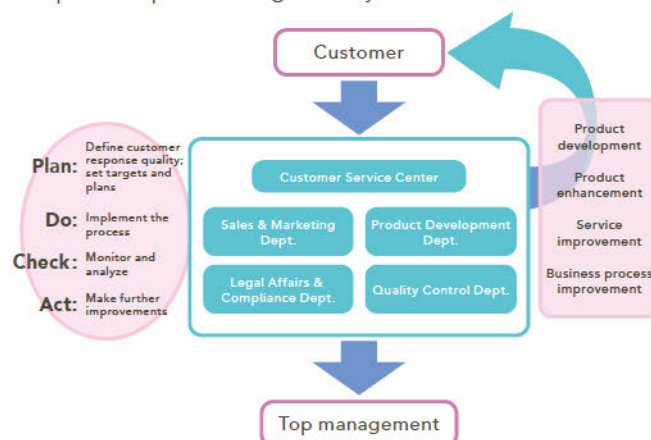 Customer
Plan: Define customer
response quality;
set targets and
plans
Do: Implement the
process
Check: Monitor and
analyze
Act: Make further
improvements
Customer Service Center
Sales & Marketing
Dept.
Product Development
Dept.
Legal Affairs &
Compliance Dept.
Quality Control Dept.
Product
development
Product
enhancement
Service
improvement
Business process
improvement
Top management